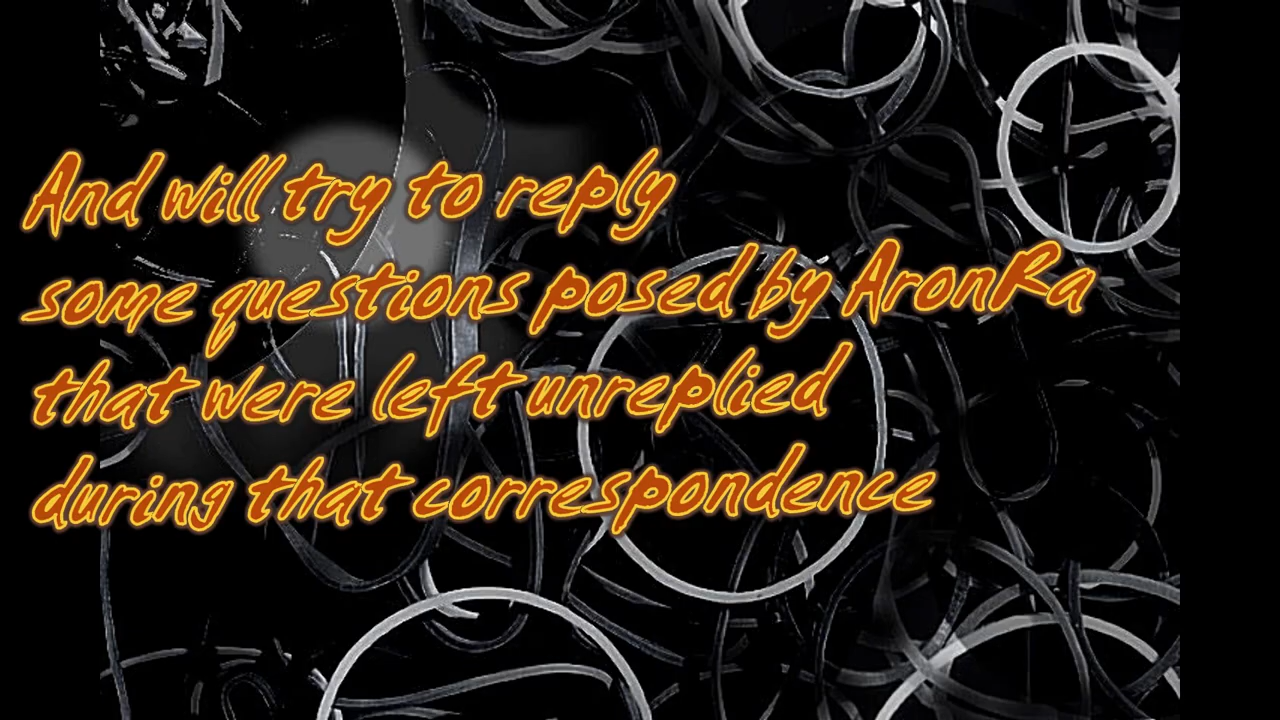 And will try to reply
some questions posed by AronRa
that were left unreplied
during that correspondence